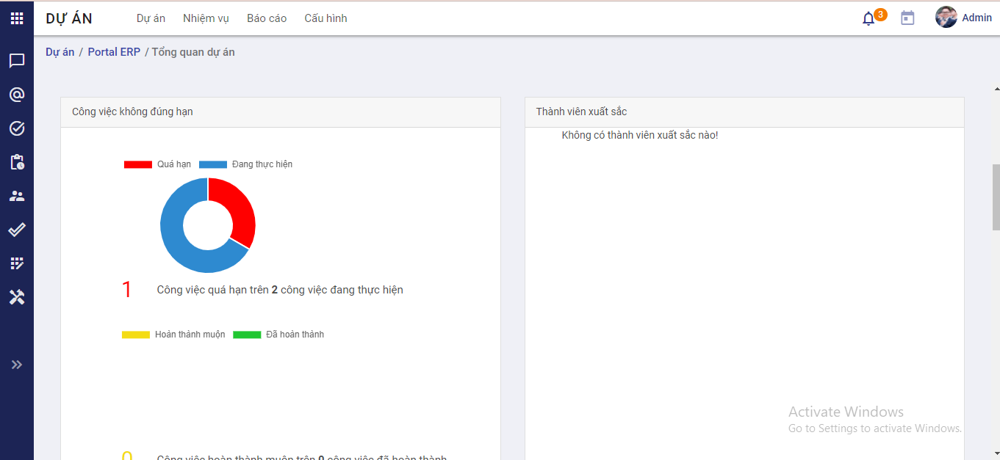 DỰ ÁN
Dự án
Nhiệm vụ
Báo cáo
Cấu hình
3
Admin
Dự án / Portal ERP / Tổng quan dự án
Công việc không đúng hạn
Quá hạn
Đang thực hiện
1 Công việc quá hạn trên 2 công việc đang thực hiện
Hoàn thành muộn
Đã hoàn thành
0 Công việc hoàn thành muộn trên 0 công việc đã hoàn thành
Thành viên xuất sắc
Không có thành viên xuất sắc nào!
Activate Windows
Go to Settings to activate Windows.